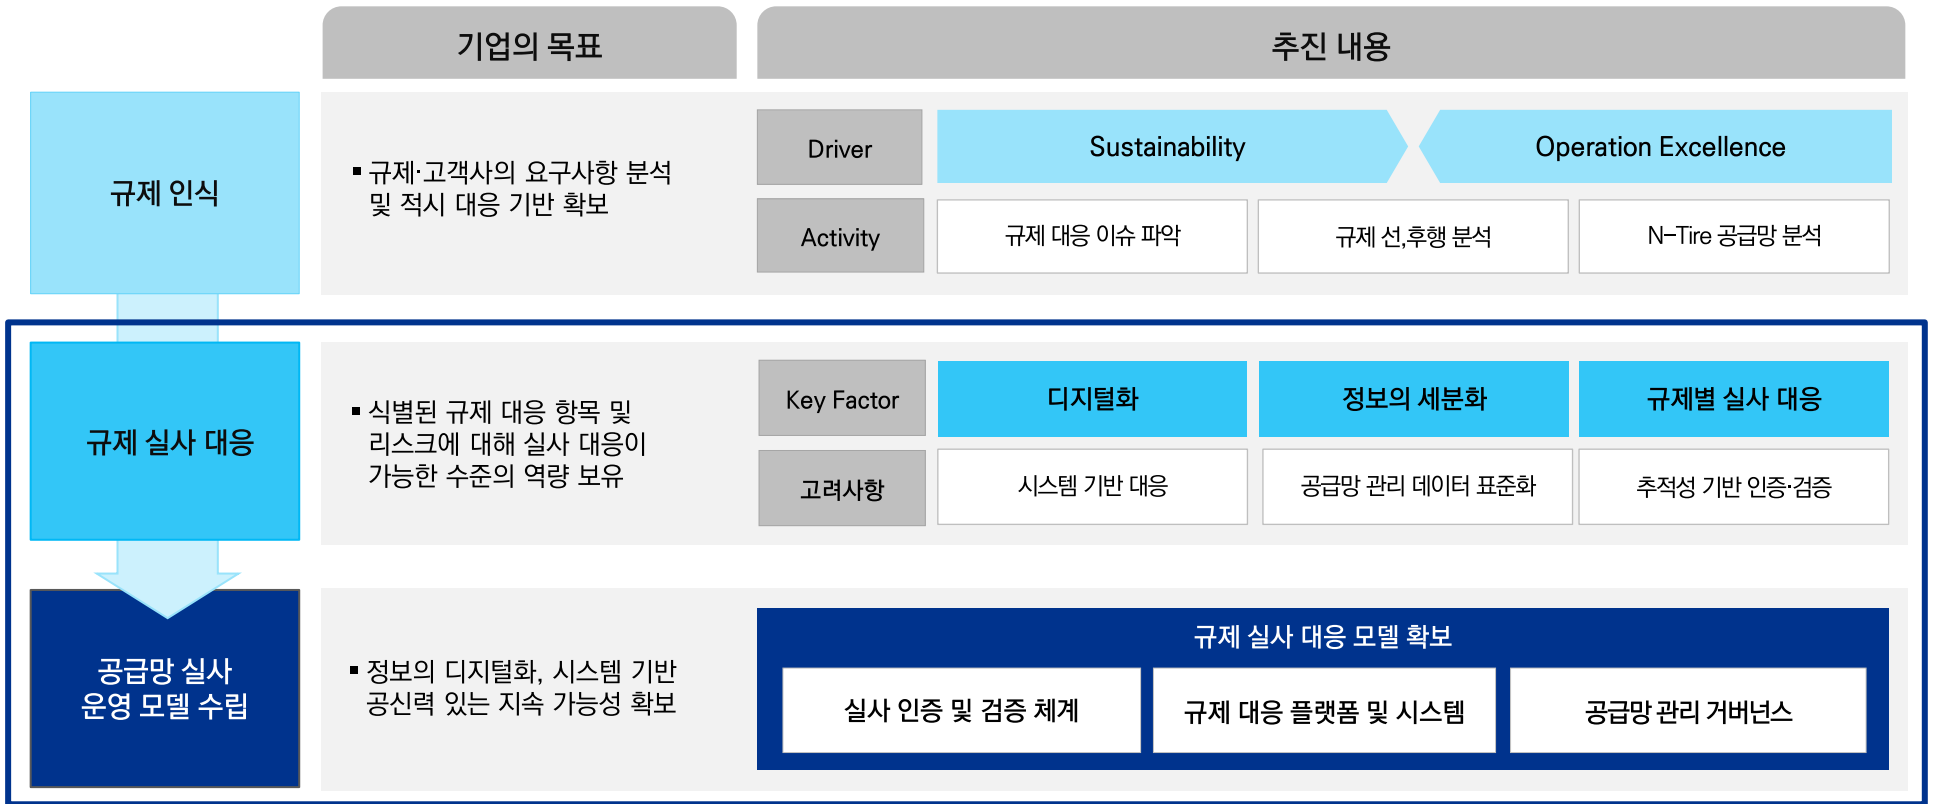 기업의 목표
추진 내용
규제 인식
▪ 규제·고객사의 요구사항 분석
및 적시 대응 기반 확보
Driver
Sustainability
Operation Excellence
Activity
규제 대응 이슈 파악
규제 선,후행 분석
N-Tire 공급망 분석
규제 실사 대응
▪ 식별된 규제 대응 항목 및
리스크에 대해 실사 대응이
가능한 수준의 역량 보유
Key Factor
디지털화
정보의 세분화
규제별 실사 대응
고려사항
시스템 기반 대응
공급망 관리 데이터 표준화
추적성 기반 인증·검증
공급망 실사
운영 모델 수립
▪ 정보의 디지털화, 시스템 기반
공신력 있는 지속 가능성 확보
규제 실사 대응 모델 확보
실사 인증 및 검증 체계
규제 대응 플랫폼 및 시스템
공급망 관리 거버넌스